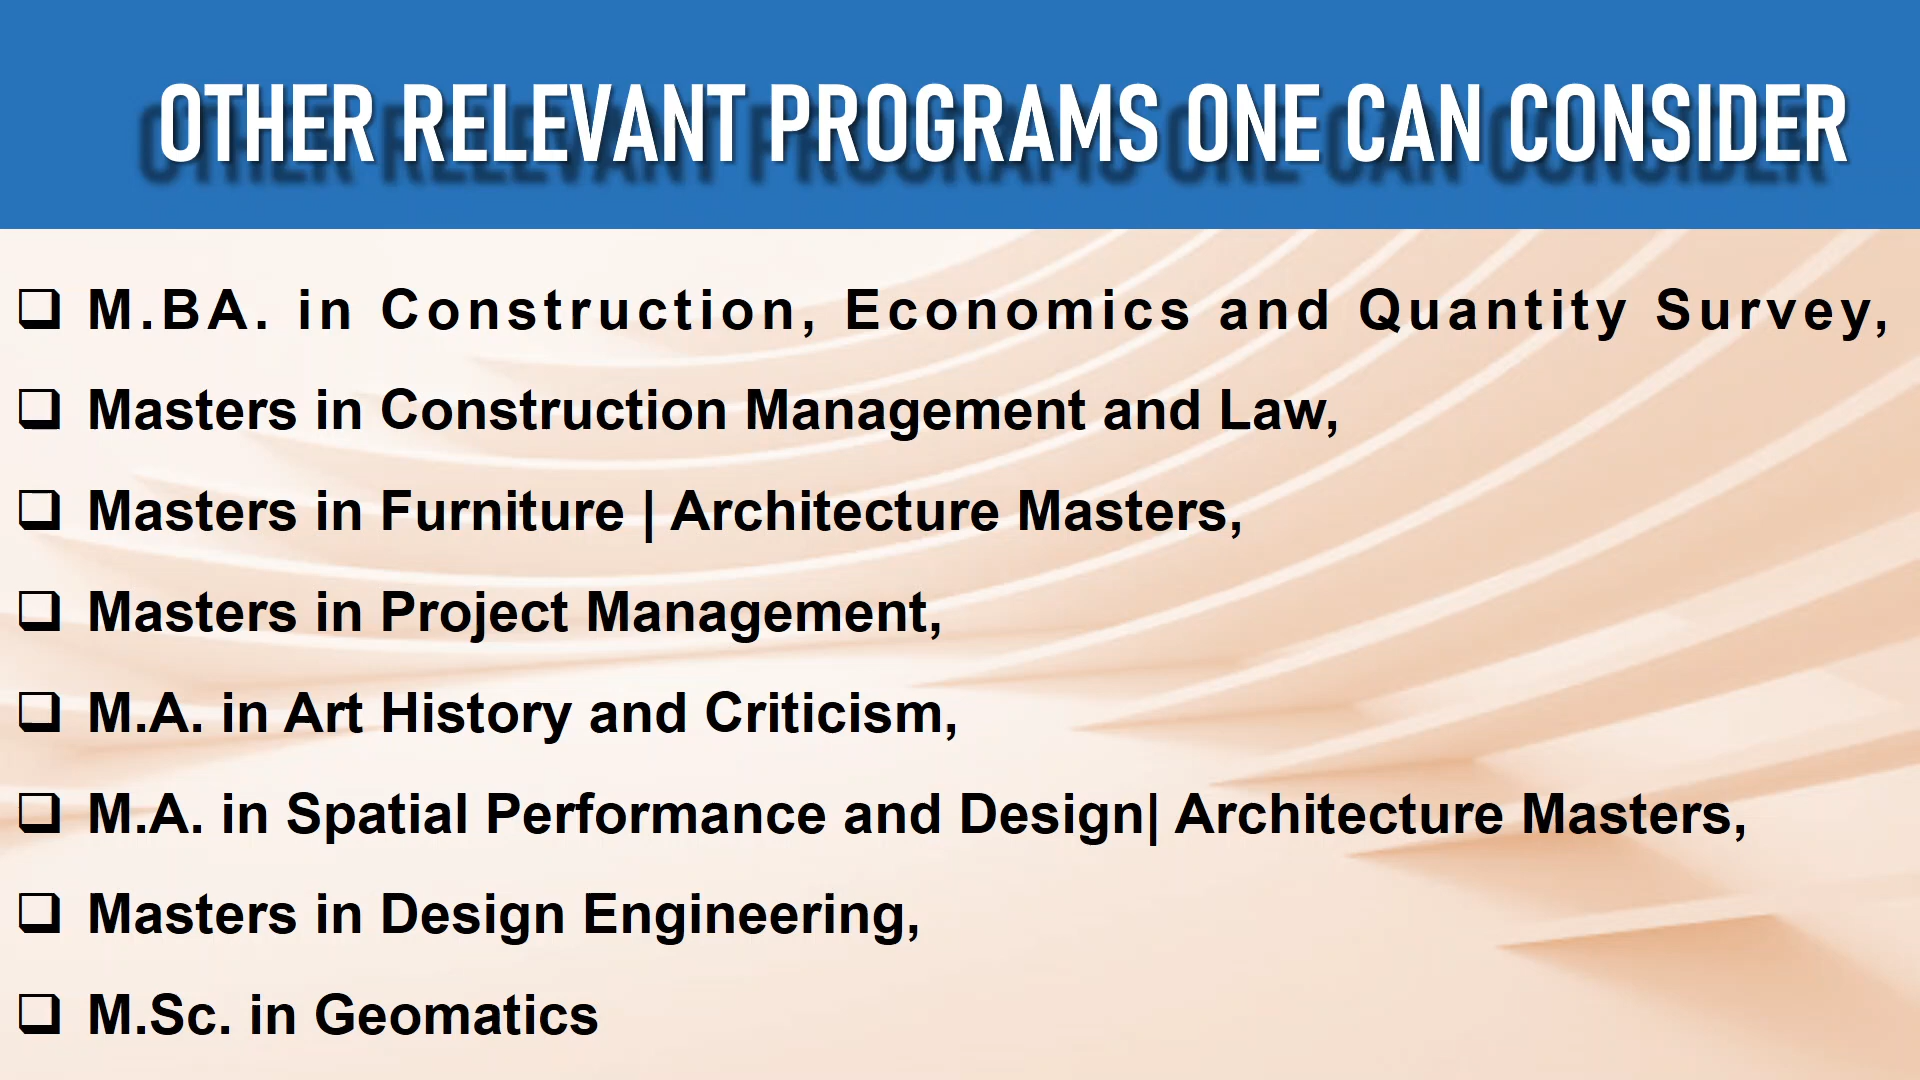 OTHER RELEVANT PROGRAMS ONE CAN CONSIDER
❑ M.BA. in Construction, Economics and Quantity Survey,
❑ Masters in Construction Management and Law,
❑ Masters in Furniture | Architecture Masters,
❑ Masters in Project Management,
❑ M.A. in Art History and Criticism,
❑ M.A. in Spatial Performance and Design| Architecture Masters,
❑ Masters in Design Engineering,
❑ M.Sc. in Geomatics